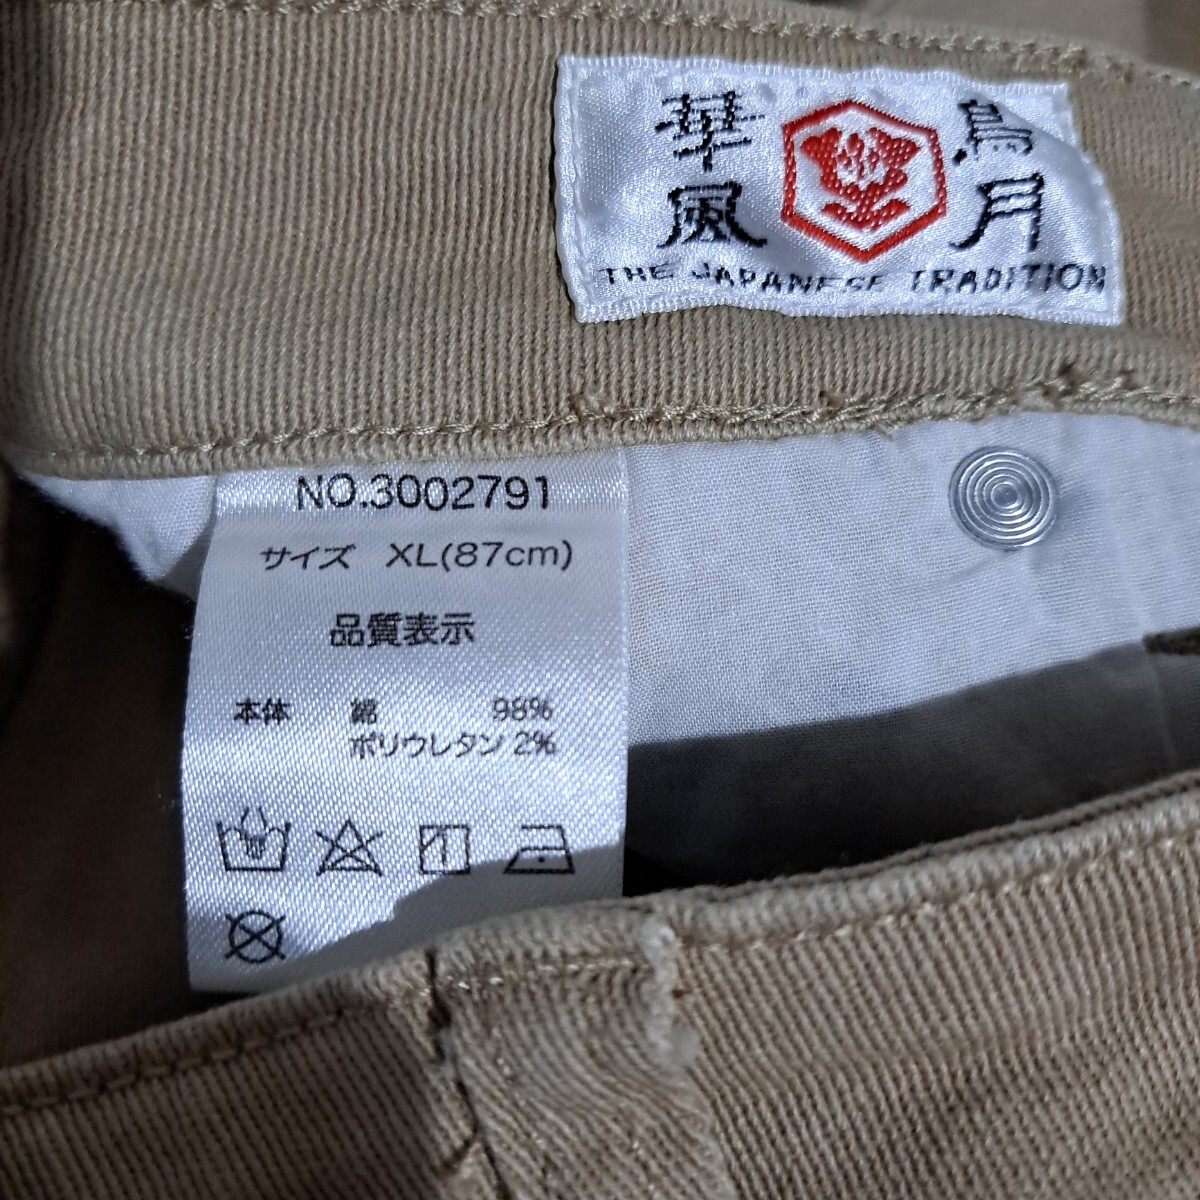 華鳥
風月
THE JAPANESE TRADITION
NO.3002791
サイズ XL(87cm)
品質表示
本体 綿 98%
ポリウレタン 2%